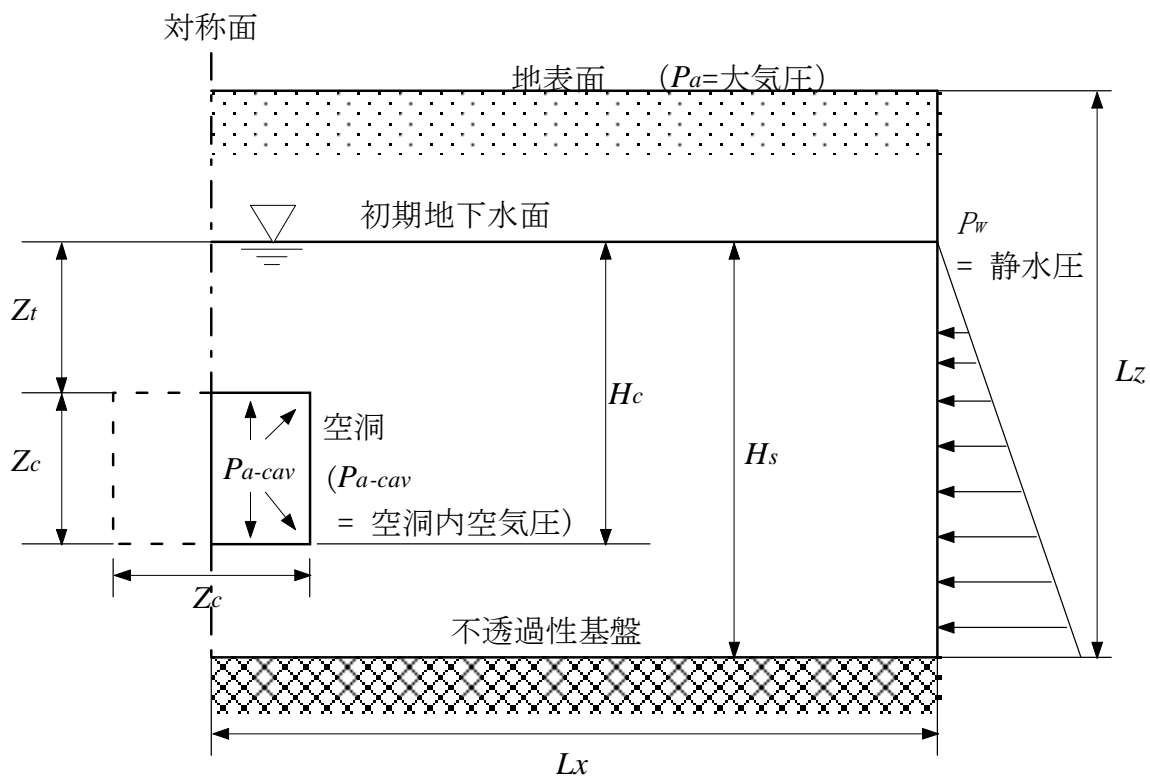 対称面
地表面 (Pa=大気圧)
初期地下水面
Pw
= 静水圧
Zt
Lz
Hc
Hs
Zc
Pa-cav
空洞
(Pa-cav
= 空洞内空気圧)
Zc
不透過性基盤
Lx